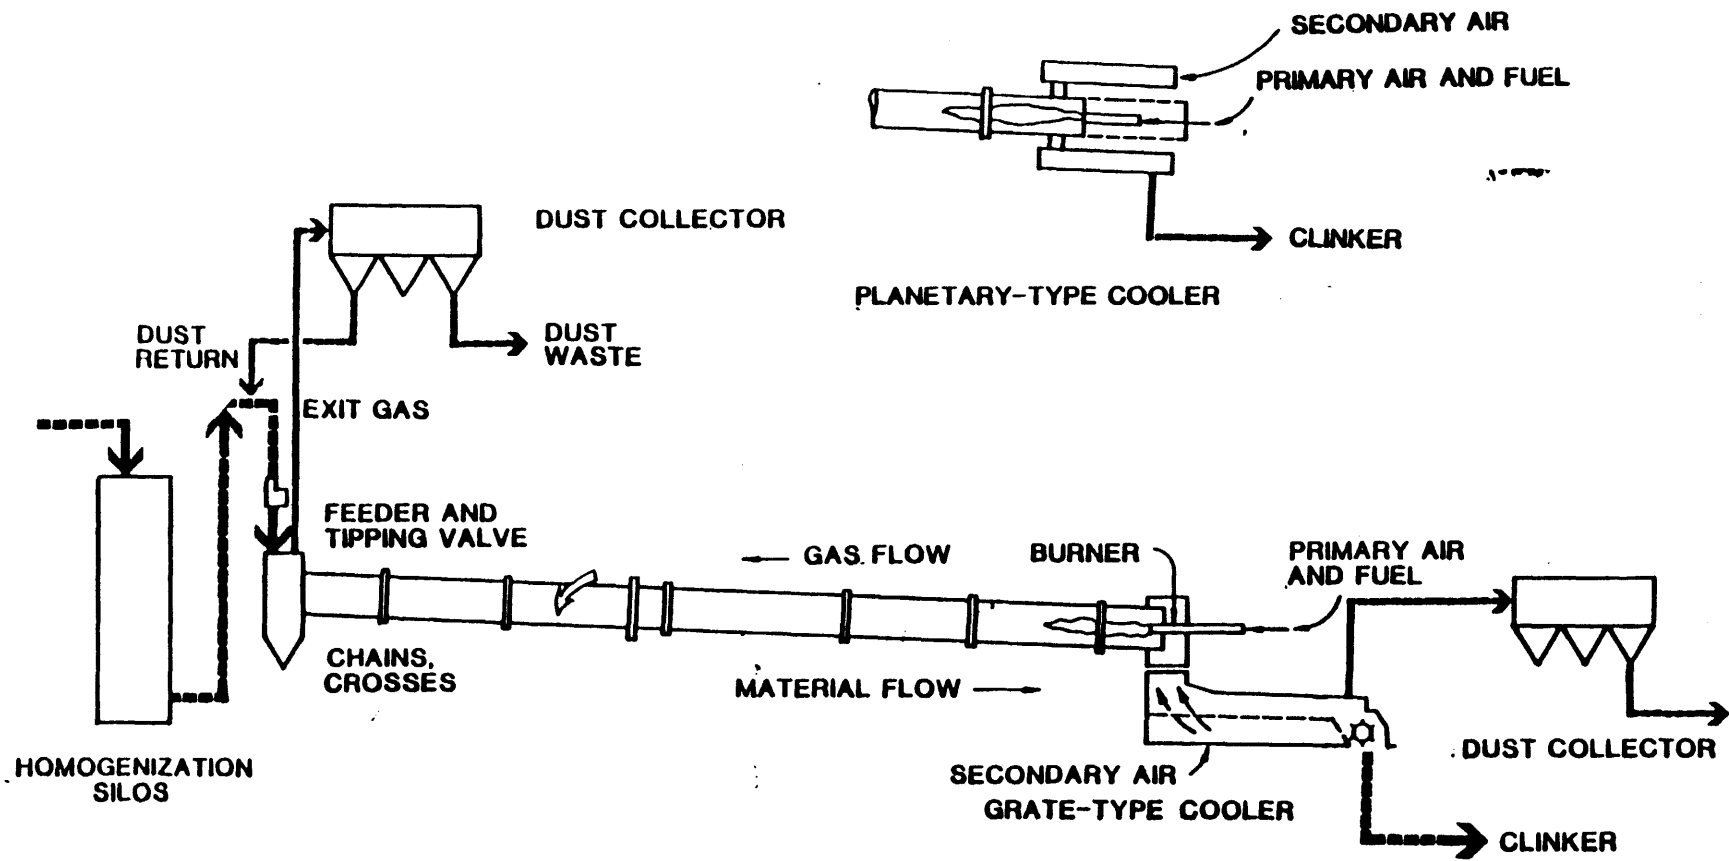 SECONDARY AIR
PRIMARY AIR AND FUEL
CLINKER
PLANETARY-TYPE COOLER
DUST COLLECTOR
DUST
RETURN
DUST
WASTE
EXIT GAS
FEEDER AND
TIPPING VALVE
GAS FLOW
BURNER
PRIMARY AIR
AND FUEL
CHAINS,
CROSSES
MATERIAL FLOW
HOMOGENIZATION
SILOS
SECONDARY AIR
GRATE-TYPE COOLER
DUST COLLECTOR
CLINKER